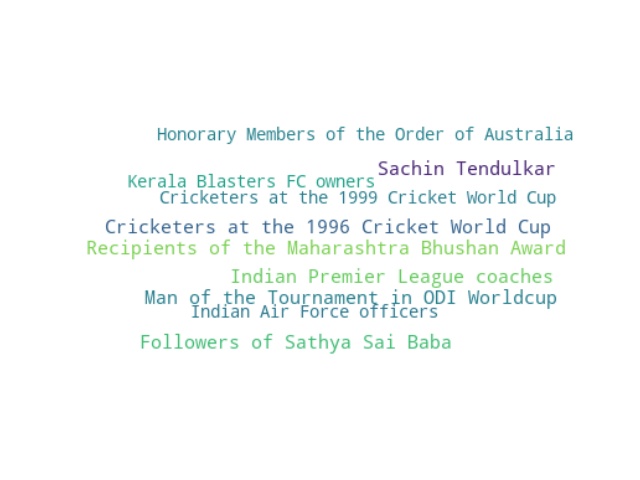 Honorary Members of the Order of Australia
Sachin Tendulkar
Kerala Blasters FC owners
Cricketers at the 1999 Cricket World Cup
Cricketers at the 1996 Cricket World Cup
Recipients of the Maharashtra Bhushan Award
Indian Premier League coaches
Man of the Tournament in ODI Worldcup
Indian Air Force officers
Followers of Sathya Sai Baba